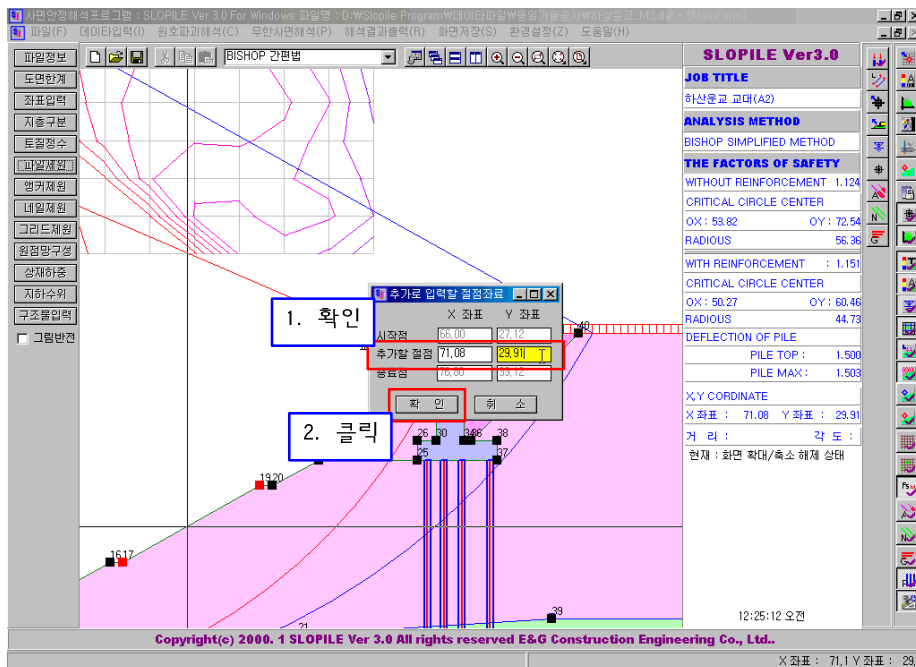 사면안정해석프로그램 : SLOPILE Ver 3.0 For Windows 파일명 : D:\Slopile Program\데이타파일\동일기술공사\하산운교_M3.dat - [MainForm]
파일(F) 데이타입력(I) 원호파괴해석(C) 무한사면해석(P) 해석결과출력(R) 화면저장(S) 환경설정(Z) 도움말(H)
파일정보
도면한계
좌표입력
지층구분
토질정수
파일제원
앵커제원
네일제원
그리드제원
원점망구성
상재하중
지하수위
구조물입력
그림반전
BISHOP 간편법
추가로 입력할 절점좌료
X 좌표 Y 좌표
시작점 66,00 27,12
추가할 절점 71,08 29,91
종료점 76,00 33,12
확 인 취 소
1. 확인
2. 클릭
40
26 30 38
25 37
19 20
16 17
39
21
SLOPILE Ver3.0
JOB TITLE
하산운교 교대(A2)
ANALYSIS METHOD
BISHOP SIMPLIFIED METHOD
THE FACTORS OF SAFETY
WITHOUT REINFORCEMENT 1.124
CRITICAL CIRCLE CENTER
OX : 53.82 OY : 72.54
RADIOUS 56.36
WITH REINFORCEMENT : 1.151
CRITICAL CIRCLE CENTER
OX : 50.27 OY : 60.46
RADIOUS 44.73
DEFLECTION OF PILE
PILE TOP : 1.500
PILE MAX : 1.503
X,Y CORDINATE
X 좌표 : 71.08 Y 좌표 : 29.91
거 리 : 각 도 :
현재 : 화면 확대/축소 해제 상태
12:25:12 오전
Copyright(c) 2000. 1 SLOPILE Ver 3.0 All rights reserved E&G Construction Engineering Co., Ltd..
X 좌표 : 71.1 Y 좌표 : 29.